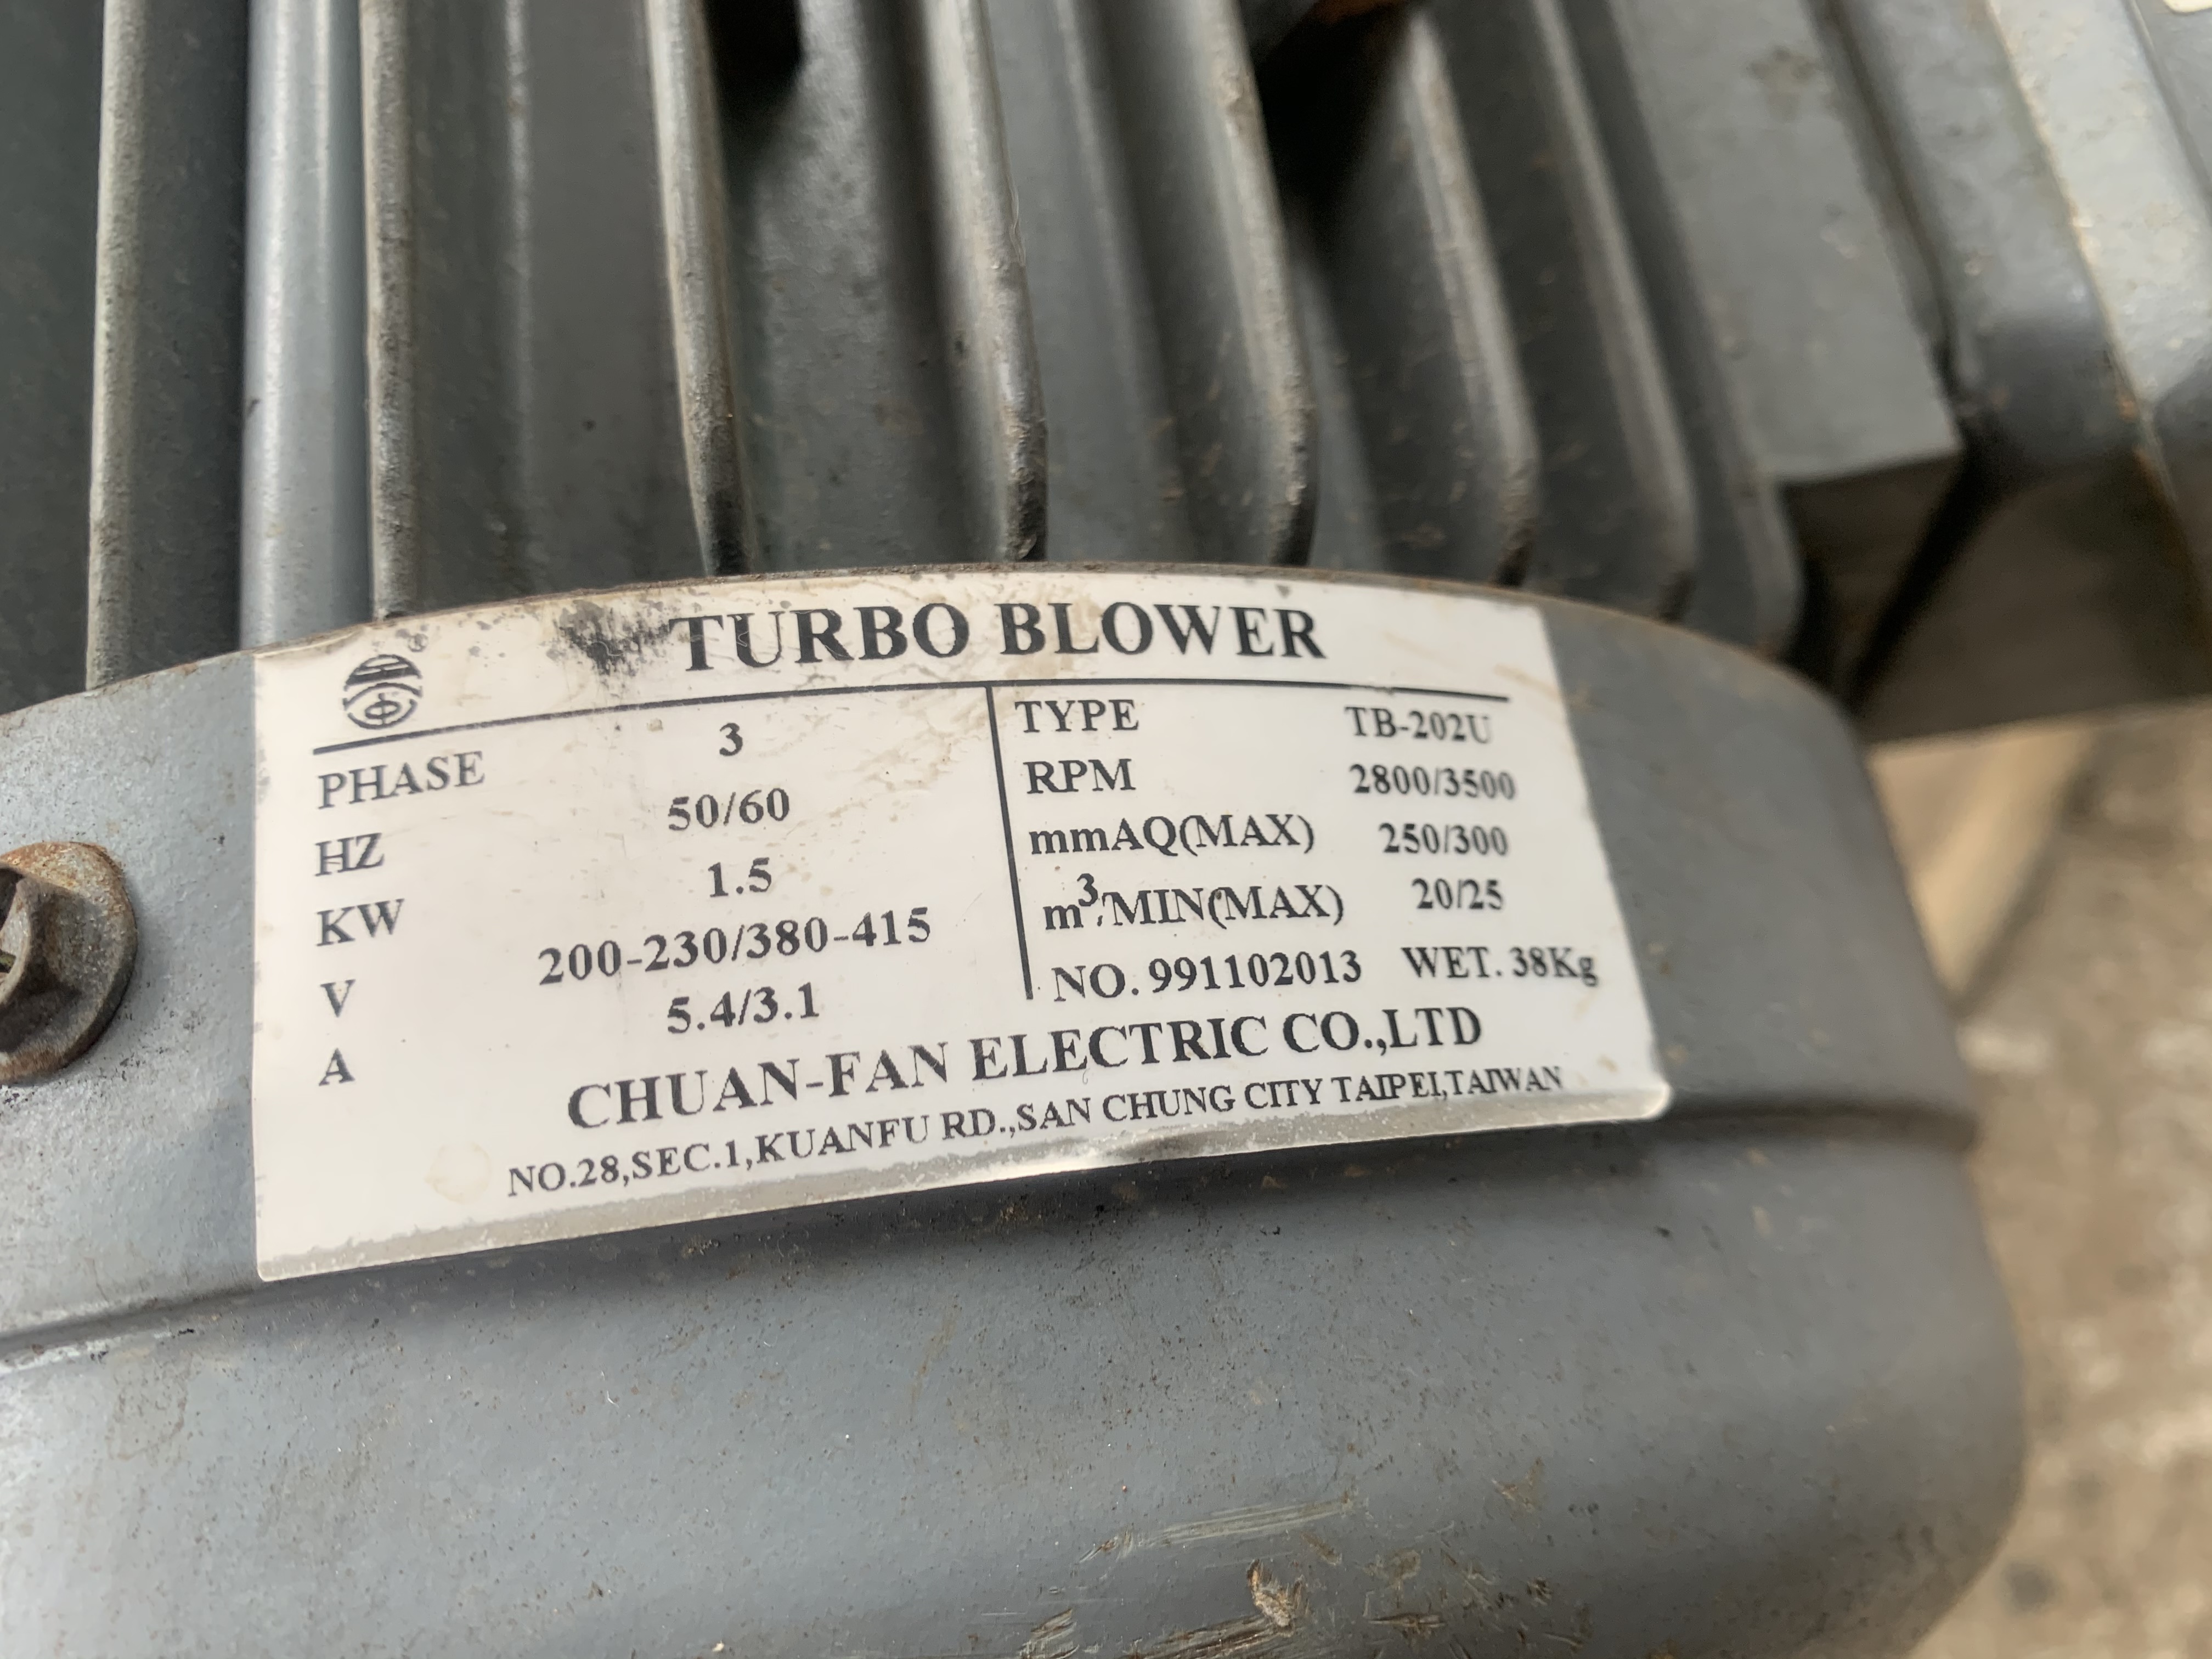 TURBO BLOWER
PHASE 3
HZ 50/60
KW 1.5
V 200-230/380-415
A 5.4/3.1
TYPE TB-202U
RPM 2800/3500
mmAQ(MAX) 250/300
m³/MIN(MAX) 20/25
NO. 991102013 WET. 38Kg
CHUAN-FAN ELECTRIC CO.,LTD
NO.28,SEC.1,KUANFU RD.,SAN CHUNG CITY TAIPEI,TAIWAN